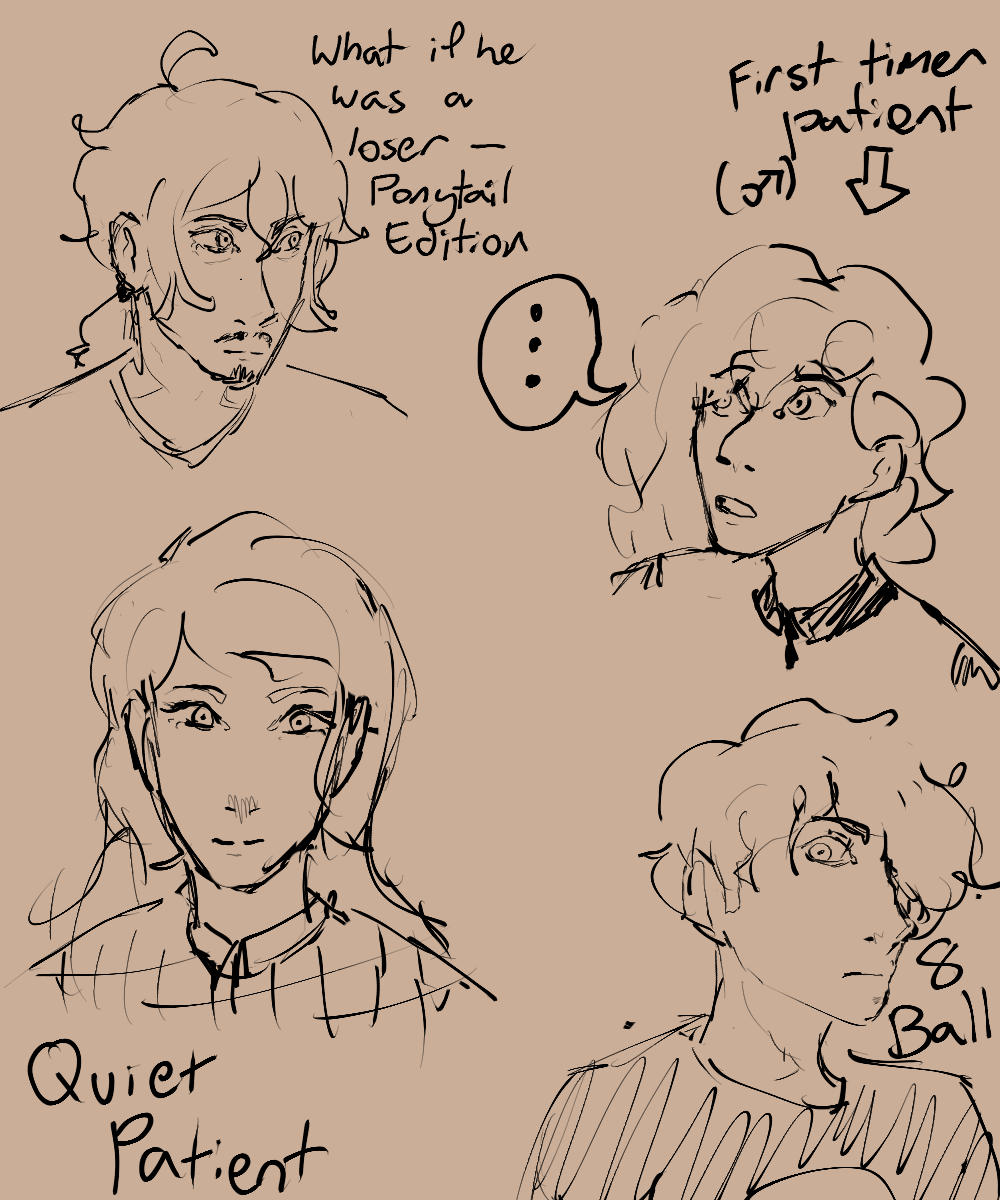 What if he
was a
loser —
Ponytail
Edition
First timer
patient
(♂)
Quiet
Patient
8
Ball